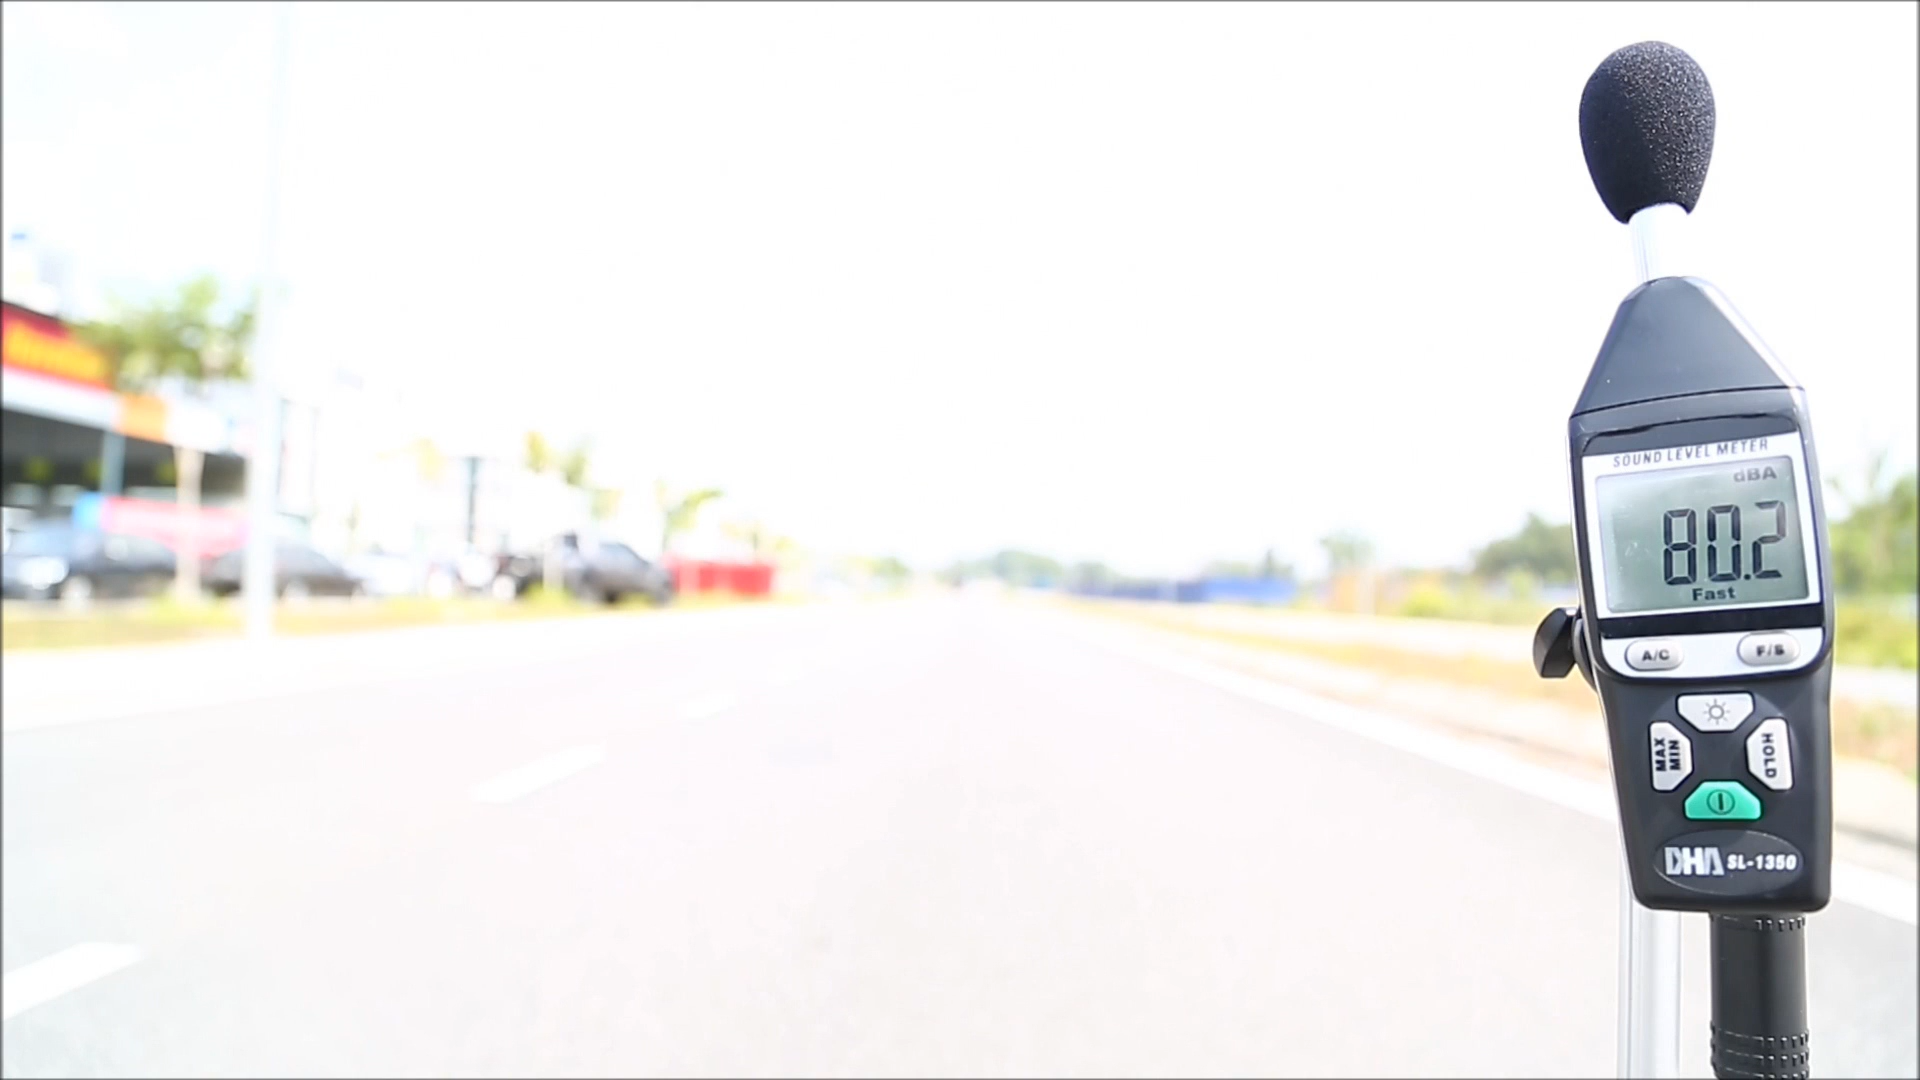 SOUND LEVEL METER
dBA
80.2
Fast
A/C F/S
MAX
MIN
HOLD
DHA SL-1350